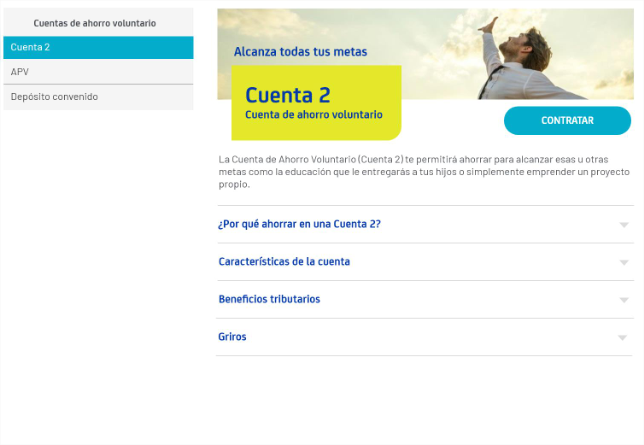 Cuentas de ahorro voluntario
Cuenta 2
APV
Depósito convenido
Alcanza todas tus metas
Cuenta 2
Cuenta de ahorro voluntario
CONTRATAR
La Cuenta de Ahorro Voluntario (Cuenta 2) te permitirá ahorrar para alcanzar esas u otras
metas como la educación que le entregarás a tus hijos o simplemente emprender un proyecto
propio.
¿Por qué ahorrar en una Cuenta 2?
Características de la cuenta
Beneficios tributarios
Griros